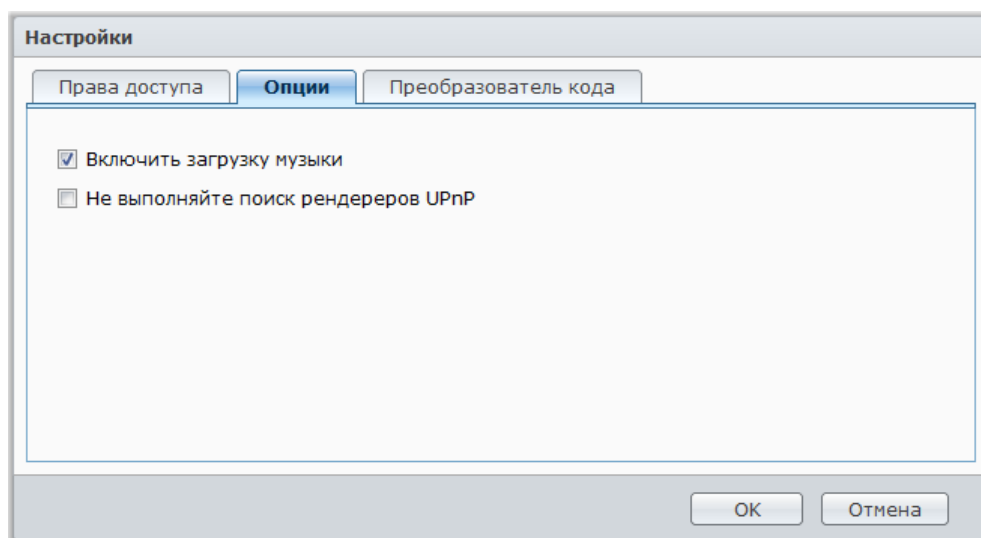 Настройки
Права доступа Опции Преобразователь кода
Включить загрузку музыки
Не выполняйте поиск рендереров UPnP
OK Отмена